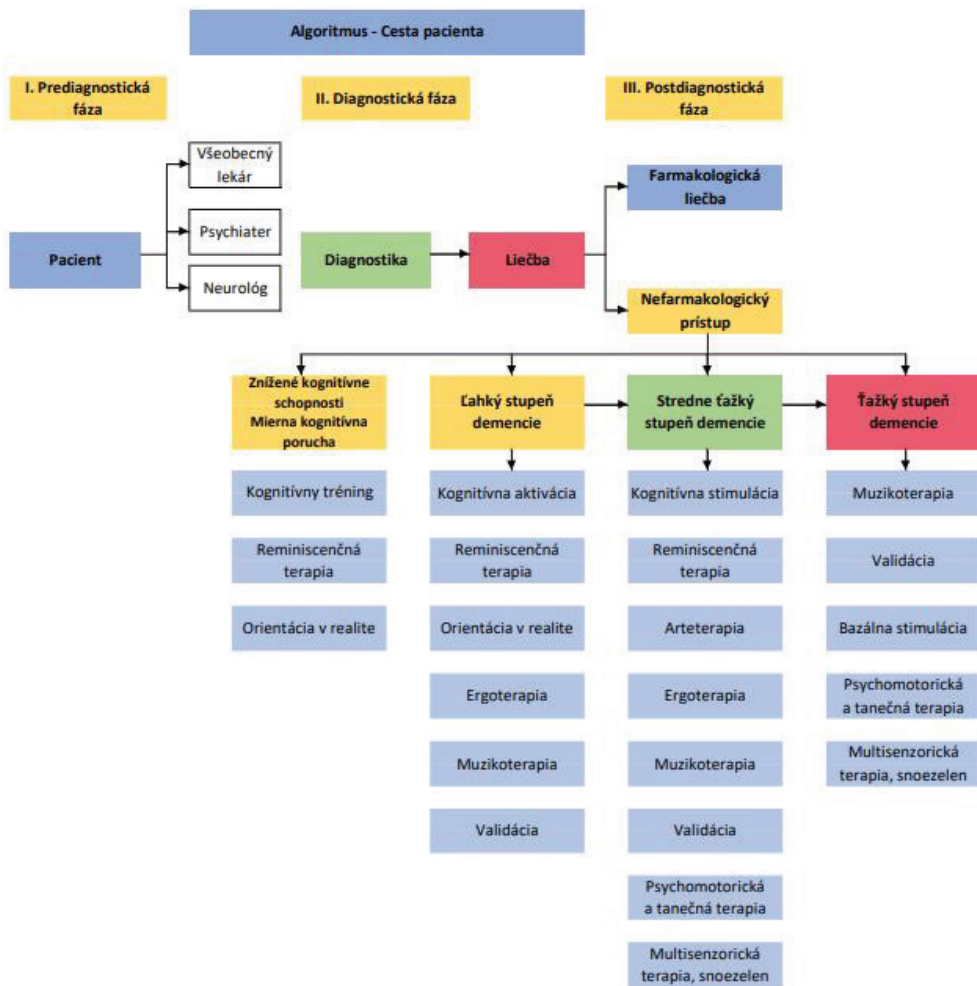 Algoritmus - Cesta pacienta
I. Prediagnostická
fáza
II. Diagnostická fáza
III. Postdiagnostická
fáza
Všeobecný
lekár
Psychiater
Neurológ
Pacient
Diagnostika
Liečba
Farmakologická
liečba
Nefarmakologický
prístup
Znížené kognitívne
schopnosti
Mierna kognitívna
porucha
Kognitívny tréning
Reminiscenčná
terapia
Orientácia v realite
Ľahký stupeň
demencie
Kognitívna aktivácia
Reminiscenčná
terapia
Orientácia v realite
Ergoterapia
Muzikoterapia
Validácia
Stredne ťažký
stupeň demencie
Kognitívna stimulácia
Reminiscenčná
terapia
Arteterapia
Ergoterapia
Muzikoterapia
Validácia
Psychomotorická
a tanečná terapia
Multisenzorická
terapia, snoezelen
Ťažký stupeň
demencie
Muzikoterapia
Validácia
Bazálna stimulácia
Psychomotorická
a tanečná terapia
Multisenzorická
terapia, snoezelen